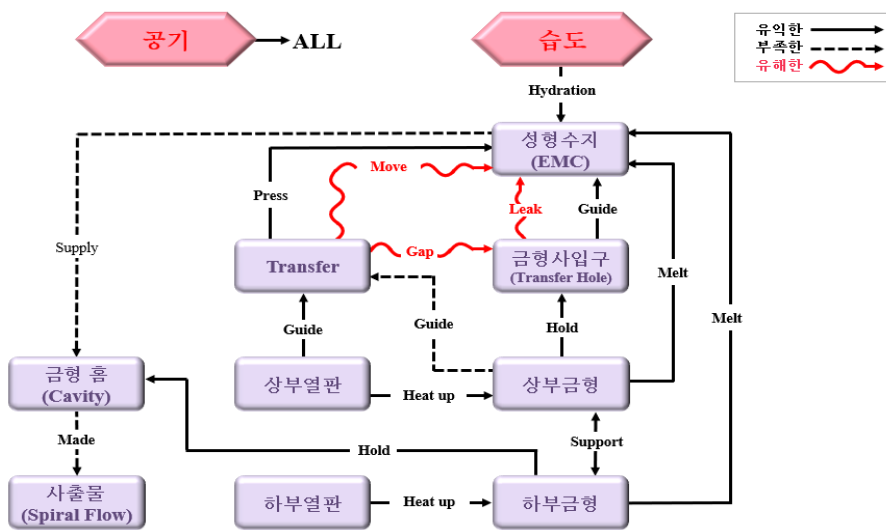 공기
ALL
습도
유익한
부족한
유해한
Hydration
성형수지
(EMC)
Move
Press
Leak
Guide
Supply
Transfer
Gap
금형사입구
(Transfer Hole)
Melt
Guide
Guide
Hold
Melt
금형 홈
(Cavity)
상부열판
Heat up
상부금형
Made
Hold
Support
사출물
(Spiral Flow)
하부열판
Heat up
하부금형